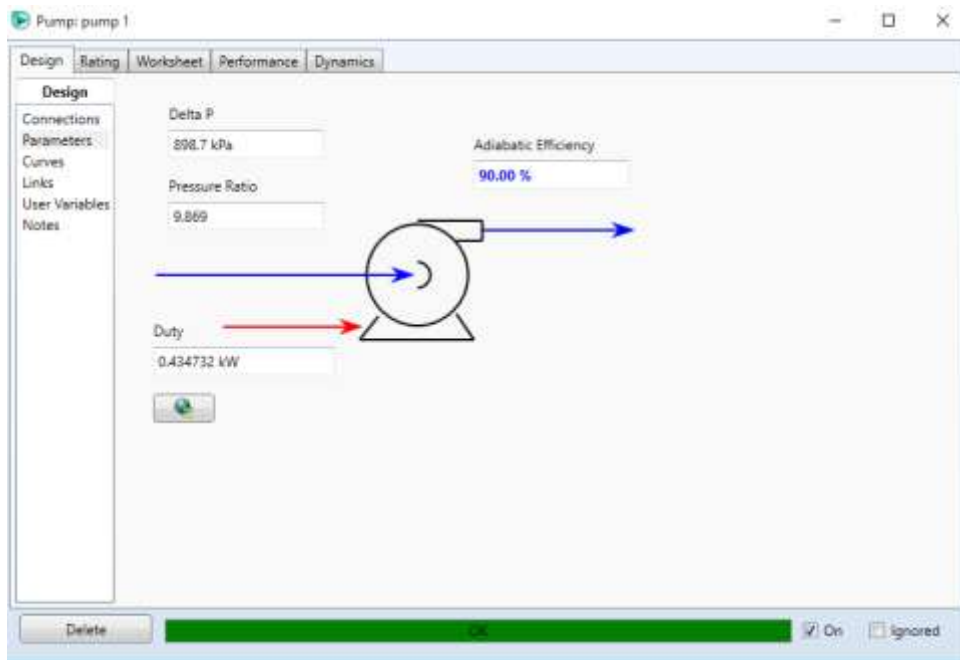 Pump: pump 1
Design Rating Worksheet Performance Dynamics
Design
Connections
Parameters
Curves
Links
User Variables
Notes
Delta P
898.7 kPa
Pressure Ratio
9.869
Adiabatic Efficiency
90.00 %
Duty
0.434732 kW
Delete
OK
On
Ignored